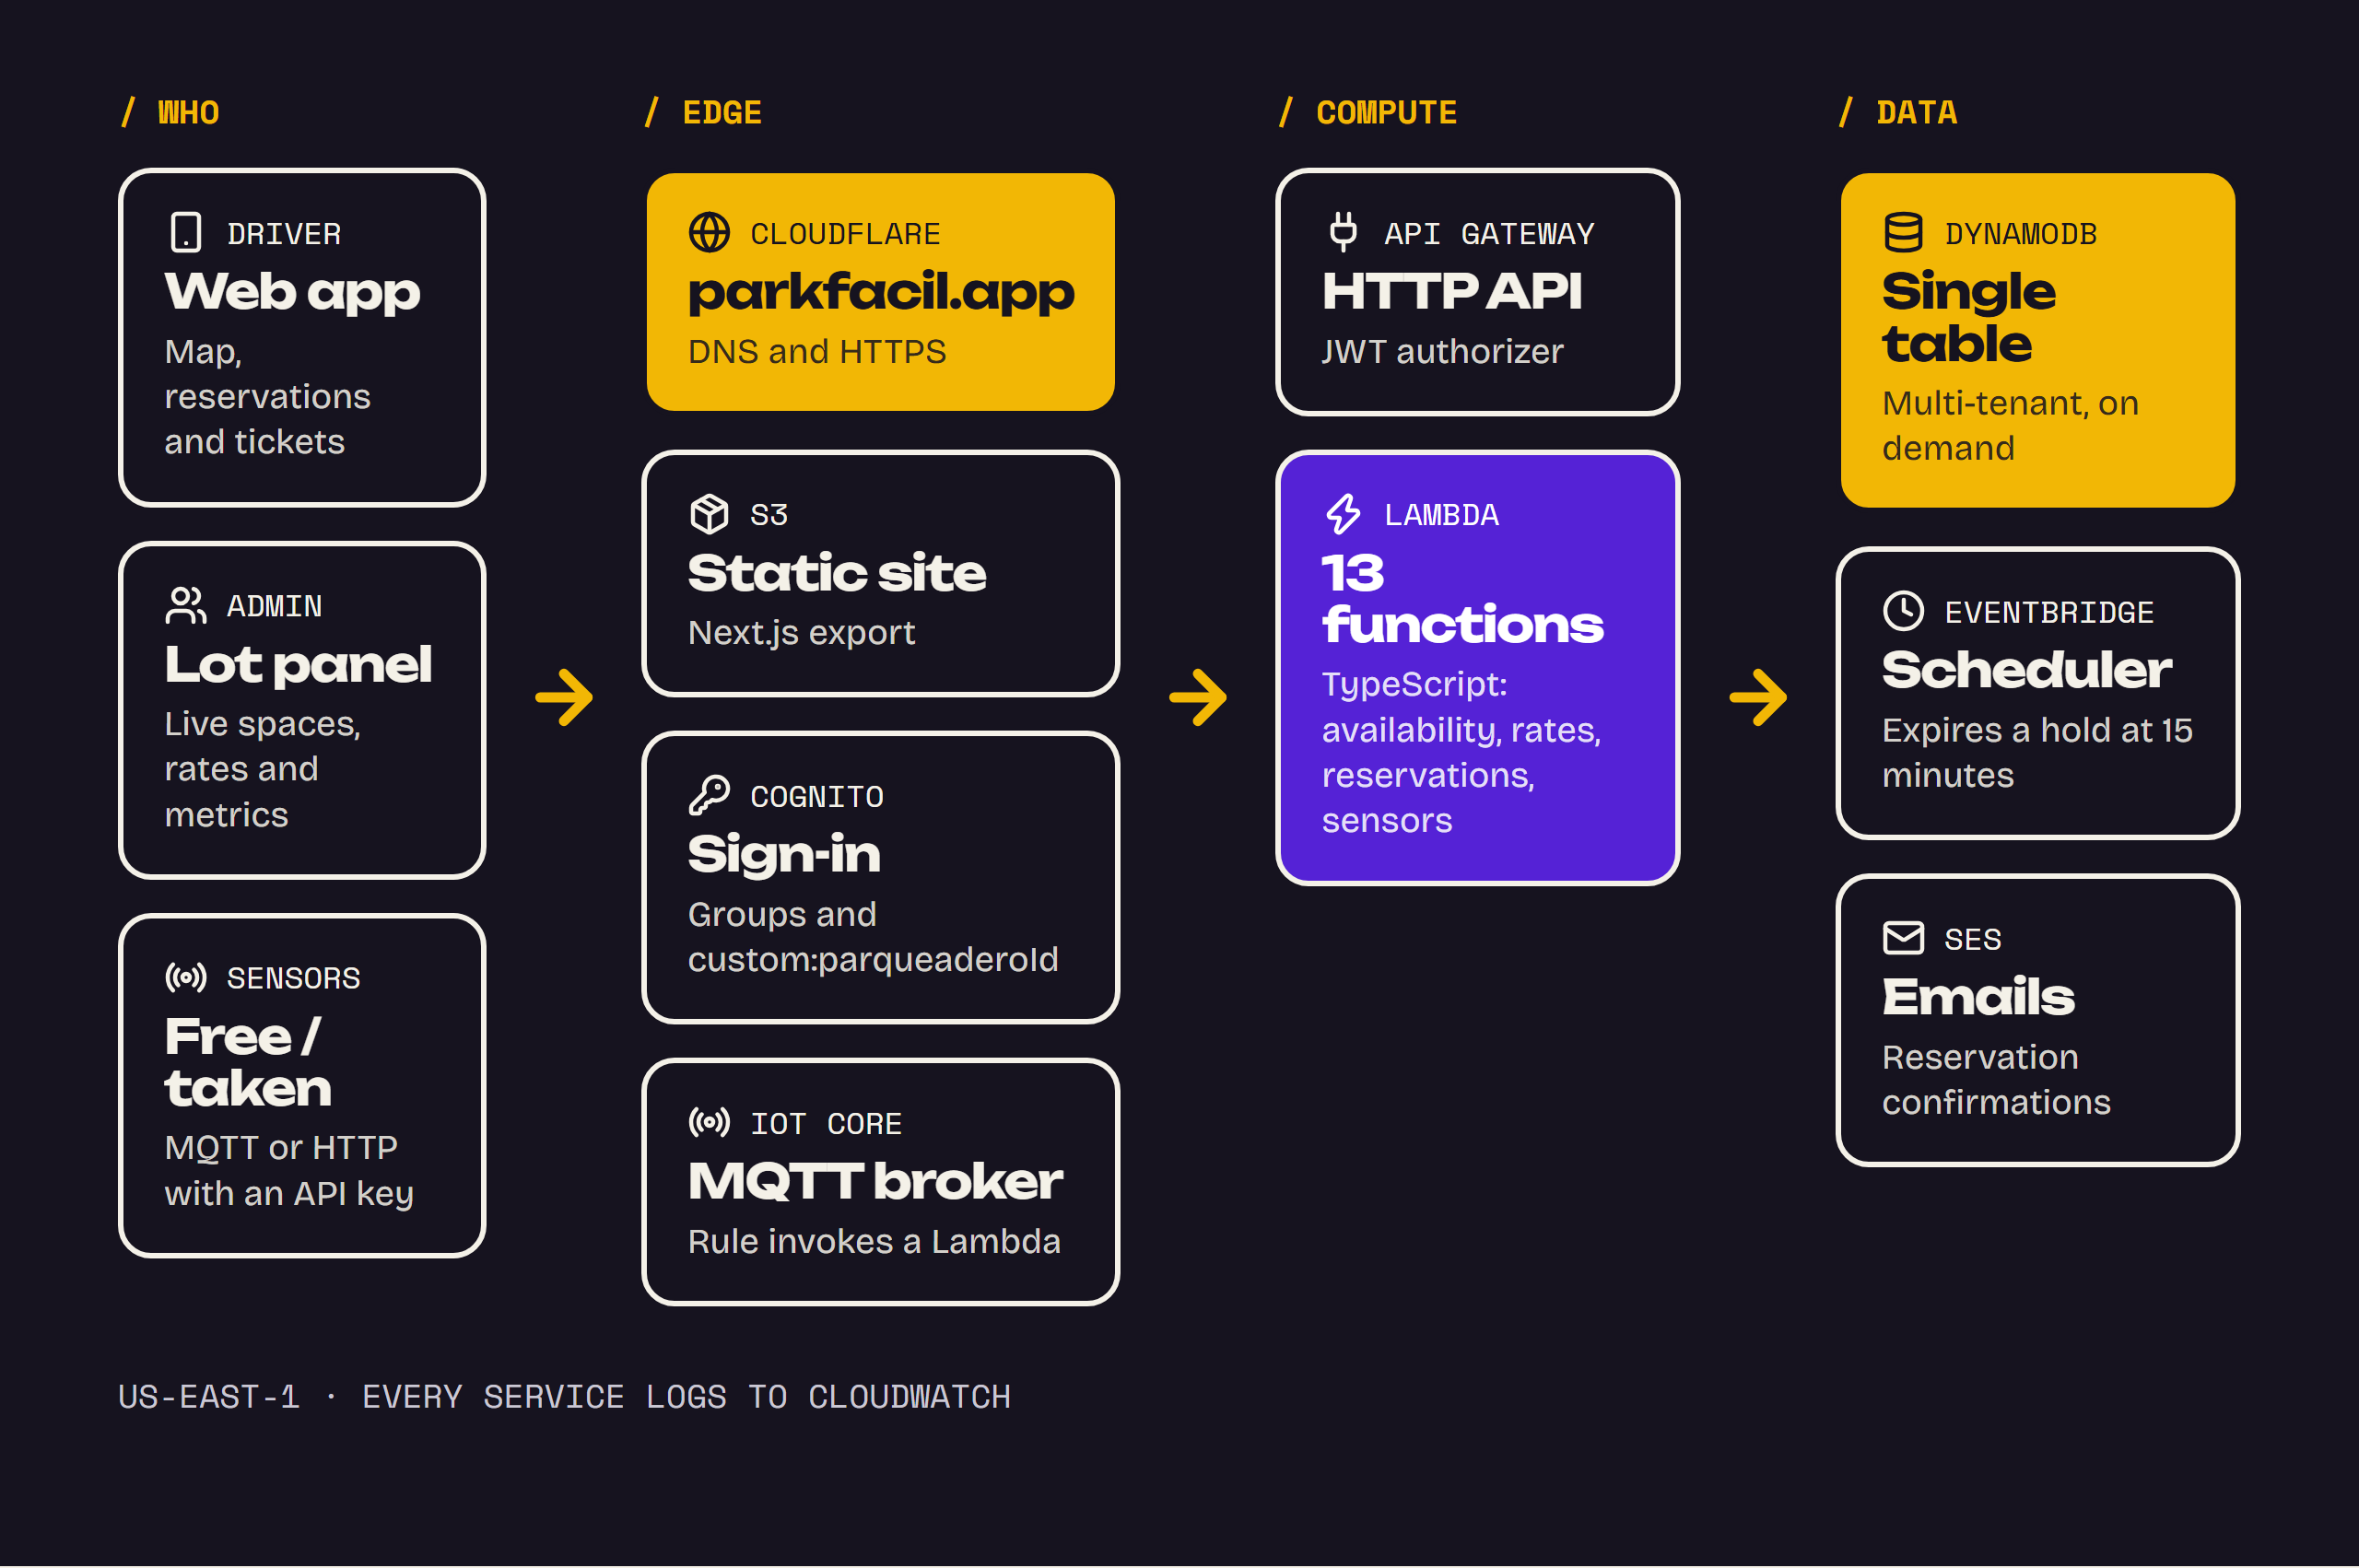 / WHO
DRIVER
Web app
Map,
reservations
and tickets
ADMIN
Lot panel
Live spaces,
rates and
metrics
SENSORS
Free /
taken
MQTT or HTTP
with an API key
/ EDGE
CLOUDFLARE
parkfacil.app
DNS and HTTPS
S3
Static site
Next.js export
COGNITO
Sign-in
Groups and
custom:parqueaderoId
IOT CORE
MQTT broker
Rule invokes a Lambda
/ COMPUTE
API GATEWAY
HTTP API
JWT authorizer
LAMBDA
13
functions
TypeScript:
availability, rates,
reservations,
sensors
/ DATA
DYNAMODB
Single
table
Multi-tenant, on
demand
EVENTBRIDGE
Scheduler
Expires a hold at 15
minutes
SES
Emails
Reservation
confirmations
US-EAST-1 · EVERY SERVICE LOGS TO CLOUDWATCH